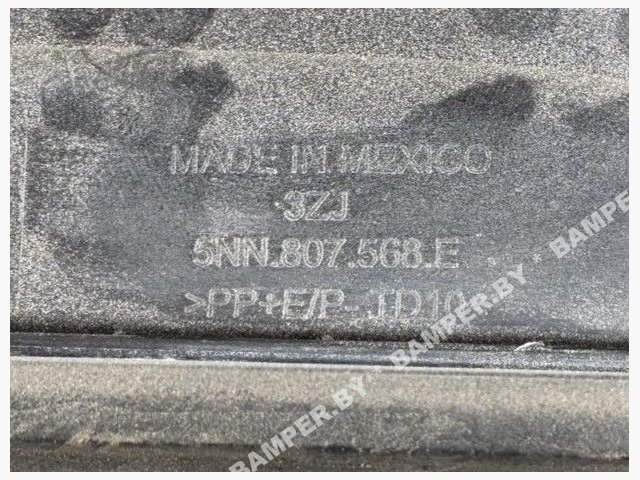 MADE IN MEXICO
3ZJ
5NN.807.568.E
>PP+E/P-TD10
* BAMPER.BY * BAMPER.BY * BAMPER.BY *